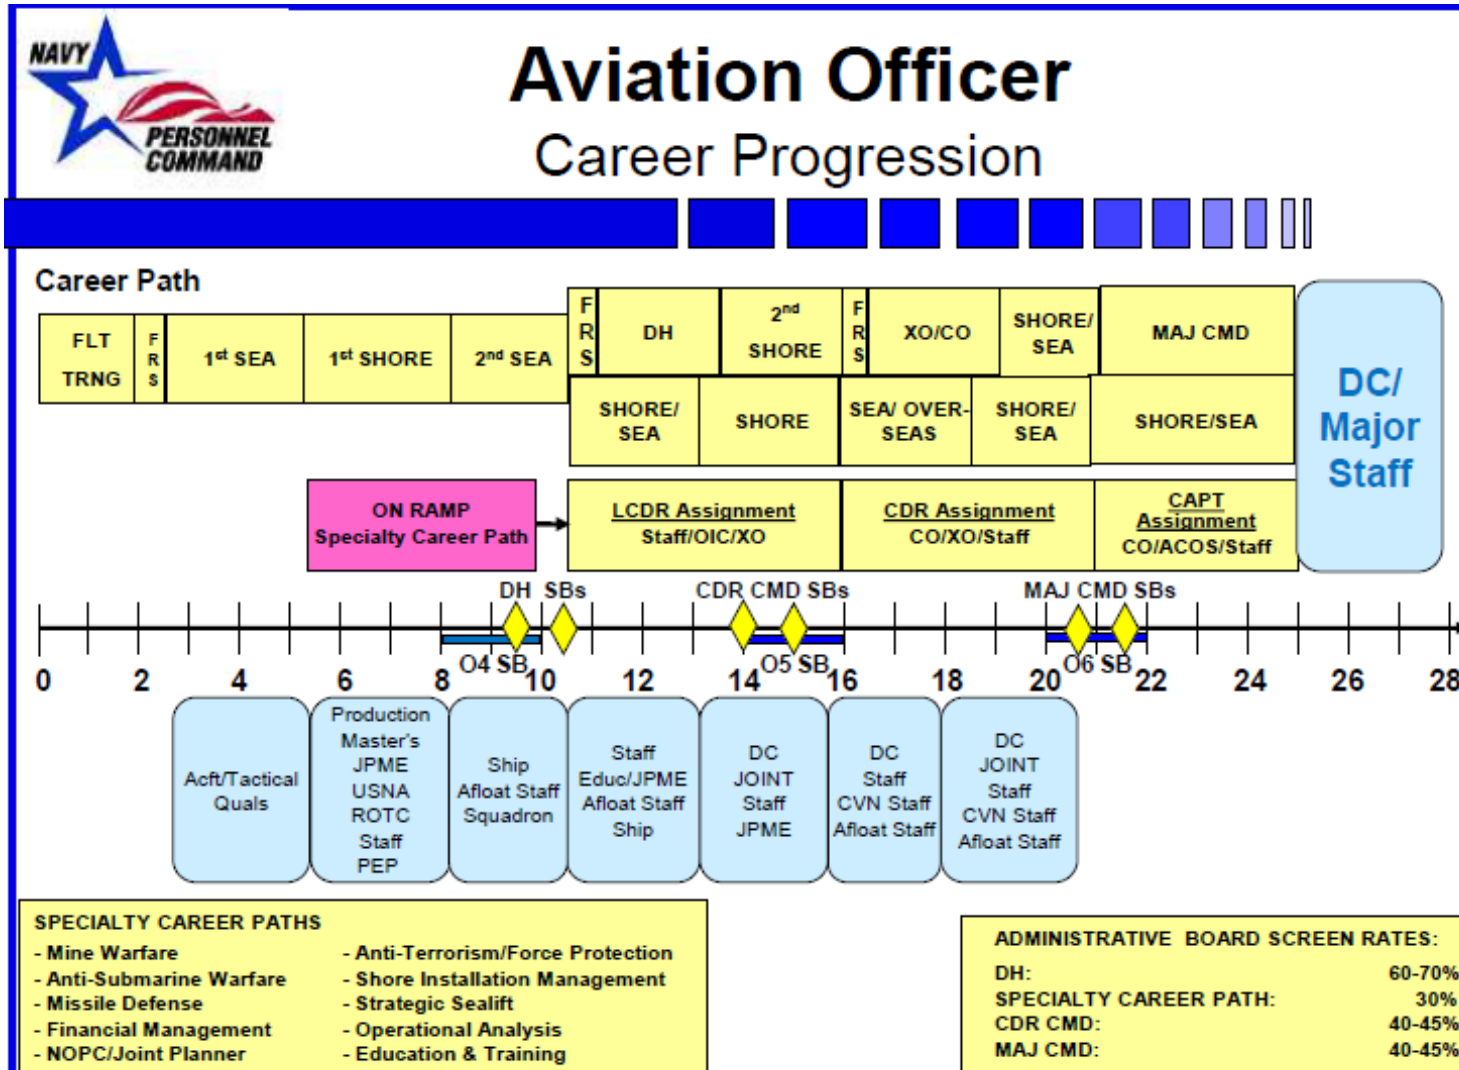 NAVY
PERSONNEL
COMMAND
Aviation Officer
Career Progression
Career Path
FLT
TRNG
F
R
S
1st SEA
1st SHORE
2nd SEA
F
R
S
DH
2nd
SHORE
F
R
S
XO/CO
SHORE/
SEA
MAJ CMD
SHORE/
SEA
SHORE
SEA/ OVER-
SEAS
SHORE/
SEA
SHORE/SEA
DC/
Major
Staff
ON RAMP
Specialty Career Path
LCDR Assignment
Staff/OIC/XO
CDR Assignment
CO/XO/Staff
CAPT
Assignment
CO/ACOS/Staff
DH SBs
CDR CMD SBs
MAJ CMD SBs
O4 SB
O5 SB
O6 SB
0 2 4 6 8 10 12 14 16 18 20 22 24 26 28
Acft/Tactical
Quals
Production
Master's
JPME
USNA
ROTC
Staff
PEP
Ship
Afloat Staff
Squadron
Staff
Educ/JPME
Afloat Staff
Ship
DC
JOINT
Staff
JPME
DC
Staff
CVN Staff
Afloat Staff
DC
JOINT
Staff
CVN Staff
Afloat Staff
SPECIALTY CAREER PATHS
- Mine Warfare
- Anti-Submarine Warfare
- Missile Defense
- Financial Management
- NOPC/Joint Planner
- Anti-Terrorism/Force Protection
- Shore Installation Management
- Strategic Sealift
- Operational Analysis
- Education & Training
ADMINISTRATIVE BOARD SCREEN RATES:
DH: 60-70%
SPECIALTY CAREER PATH: 30%
CDR CMD: 40-45%
MAJ CMD: 40-45%